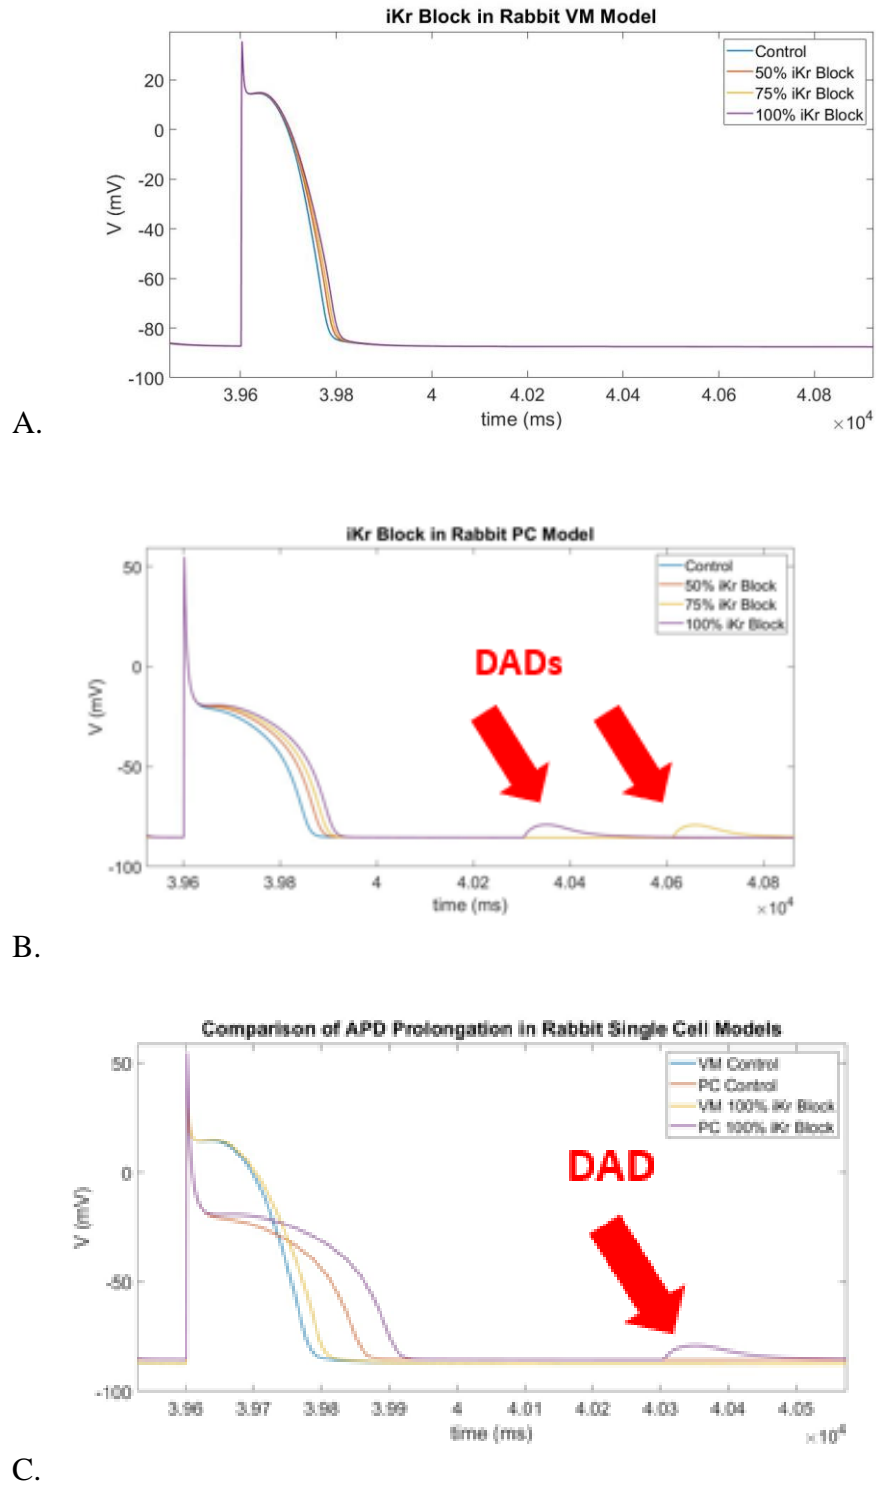 iKr Block in Rabbit VM Model
Control
50% iKr Block
75% iKr Block
100% iKr Block
V (mV)
20
0
-20
-40
-60
-80
-100
3.96
3.98
4
4.02
4.04
4.06
4.08
time (ms)
×10⁴
A.
iKr Block in Rabbit PC Model
Control
50% iKr Block
75% iKr Block
100% iKr Block
DADs
V (mV)
50
0
-50
-100
3.96
3.98
4
4.02
4.04
4.06
4.08
time (ms)
×10⁴
B.
Comparison of APD Prolongation in Rabbit Single Cell Models
VM Control
PC Control
VM 100% iKr Block
PC 100% iKr Block
DAD
V (mV)
50
0
-50
-100
3.96
3.97
3.98
3.99
4
4.01
4.02
4.03
4.04
4.05
time (ms)
×10⁴
C.